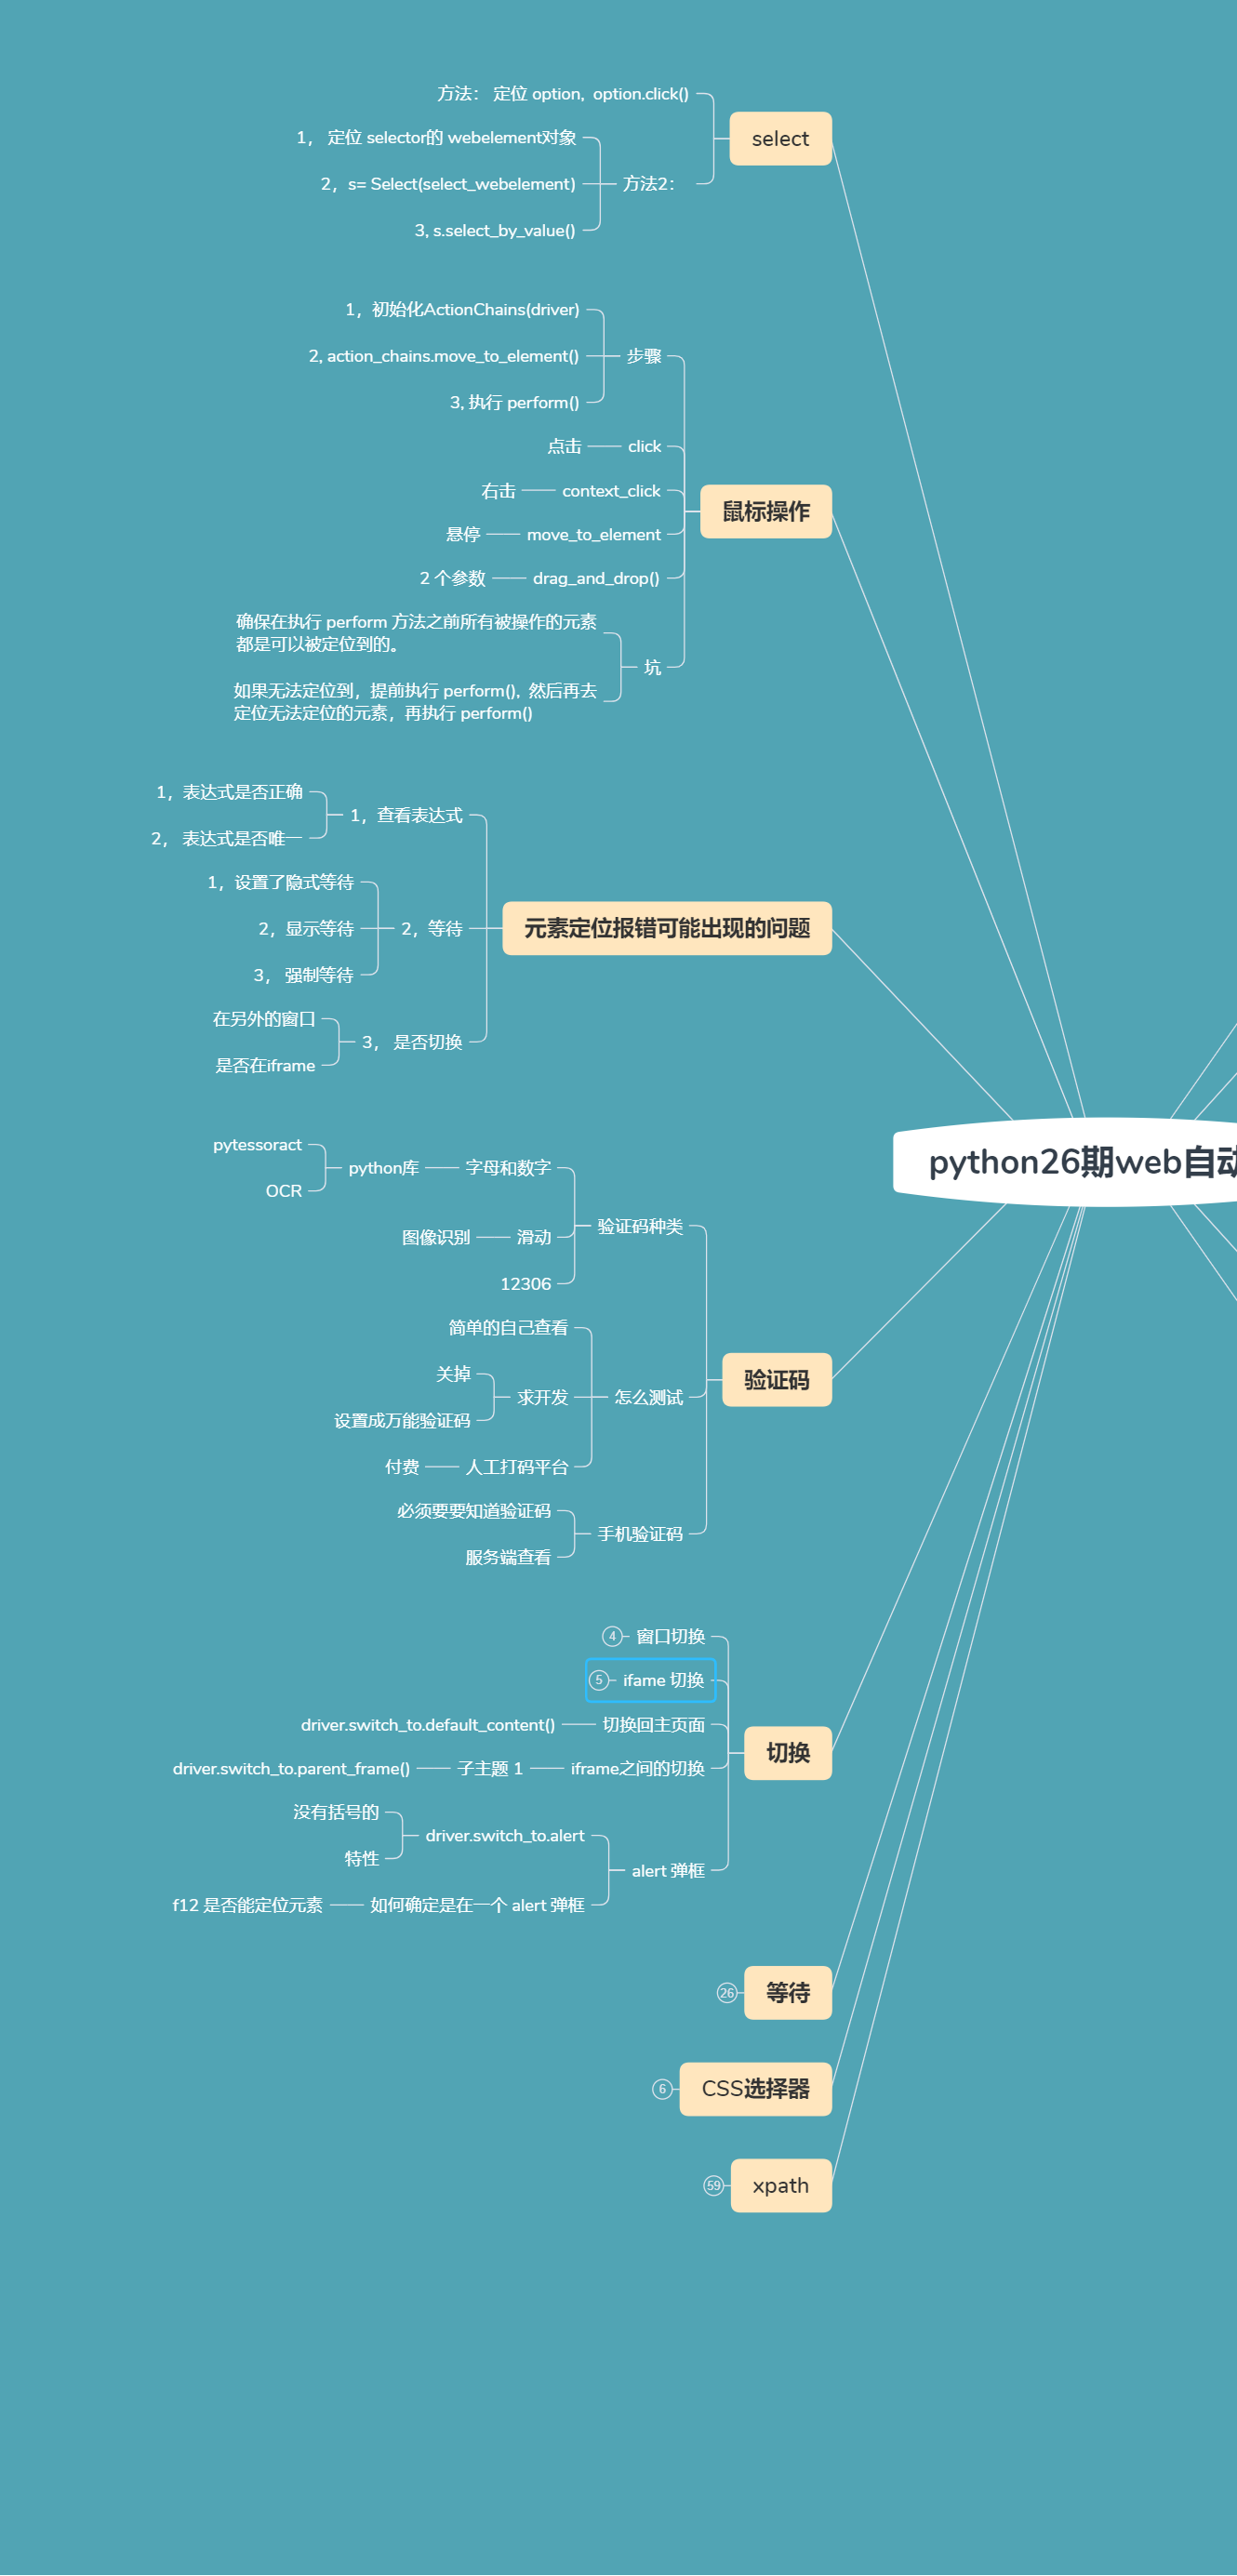 方法： 定位 option,  option.click()
select
1， 定位 selector的 webelement对象
2，s= Select(select_webelement)
方法2：
3, s.select_by_value()
1，初始化ActionChains(driver)
2, action_chains.move_to_element()
步骤
3, 执行 perform()
点击
click
右击
context_click
鼠标操作
悬停
move_to_element
2 个参数
drag_and_drop()
确保在执行 perform 方法之前所有被操作的元素
都是可以被定位到的。
坑
如果无法定位到，提前执行 perform(),  然后再去
定位无法定位的元素，再执行 perform()
1，表达式是否正确
1，查看表达式
2， 表达式是否唯一
1，设置了隐式等待
2，显示等待
2，等待
元素定位报错可能出现的问题
3， 强制等待
在另外的窗口
3， 是否切换
是否在iframe
pytessoract
python库
字母和数字
OCR
python26期web自动
验证码种类
图像识别
滑动
12306
简单的自己查看
关掉
验证码
求开发
怎么测试
设置成万能验证码
付费
人工打码平台
必须要要知道验证码
手机验证码
服务端查看
4
窗口切换
5
ifame 切换
driver.switch_to.default_content()
切换回主页面
切换
driver.switch_to.parent_frame()
子主题 1
iframe之间的切换
没有括号的
driver.switch_to.alert
特性
alert 弹框
f12 是否能定位元素
如何确定是在一个 alert 弹框
26
等待
6
CSS选择器
59
xpath